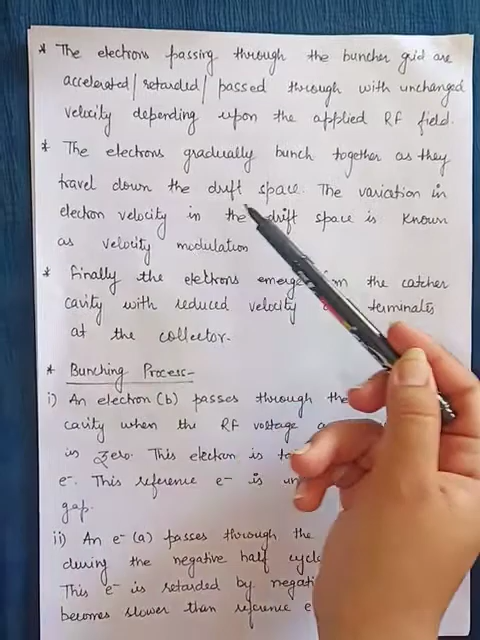 * The electrons passing through the buncher grid are
accelerated/retarded/passed through with unchanged
velocity depending upon the applied RF field.
* The electrons gradually bunch together as they
travel down the drift space. The variation in
electron velocity in the drift space is known
as velocity modulation
* Finally the elctrons emerge the catcher
cavity with reduced velocity terminates
at the collector.
* Bunching Process-
i) An electron (b) passes through the
cavity when the RF voltage
is zero. This electron is
e⁻. This reference e⁻ is
gap.
ii) An e⁻ (a) passes through the
during the negative half
This e⁻ is retarded by
becomes slower than reference e